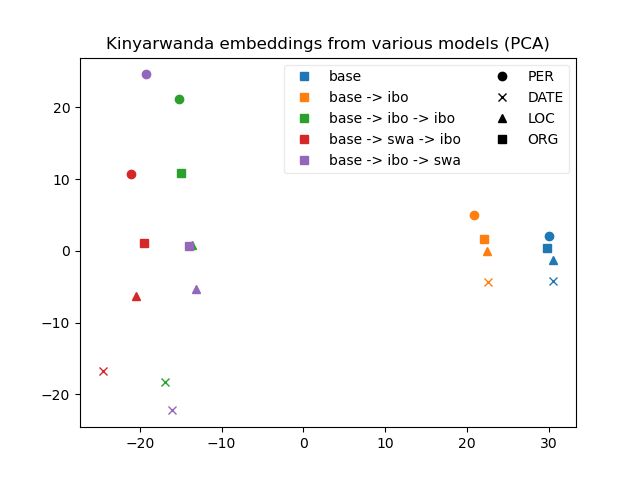 Kinyarwanda embeddings from various models (PCA)
base
base -> ibo
base -> ibo -> ibo
base -> swa -> ibo
base -> ibo -> swa
PER
DATE
LOC
ORG
20
10
0
−10
−20
−20
−10
0
10
20
30